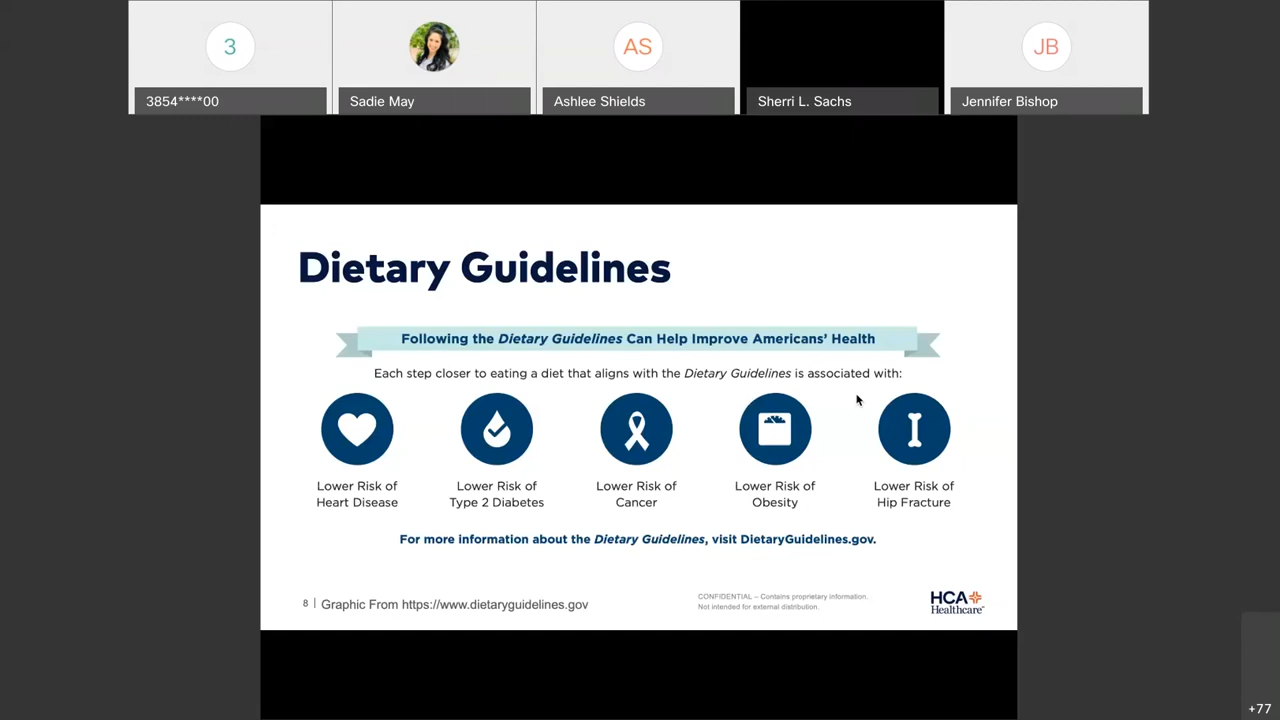 3
AS
JB
3854****00
Sadie May
Ashlee Shields
Sherri L. Sachs
Jennifer Bishop
Dietary Guidelines
Following the Dietary Guidelines Can Help Improve Americans' Health
Each step closer to eating a diet that aligns with the Dietary Guidelines is associated with:
Lower Risk of
Heart Disease
Lower Risk of
Type 2 Diabetes
Lower Risk of
Cancer
Lower Risk of
Obesity
Lower Risk of
Hip Fracture
For more information about the Dietary Guidelines, visit DietaryGuidelines.gov.
8 | Graphic From https://www.dietaryguidelines.gov
CONFIDENTIAL – Contains proprietary information.
Not intended for external distribution.
HCA
Healthcare
+77